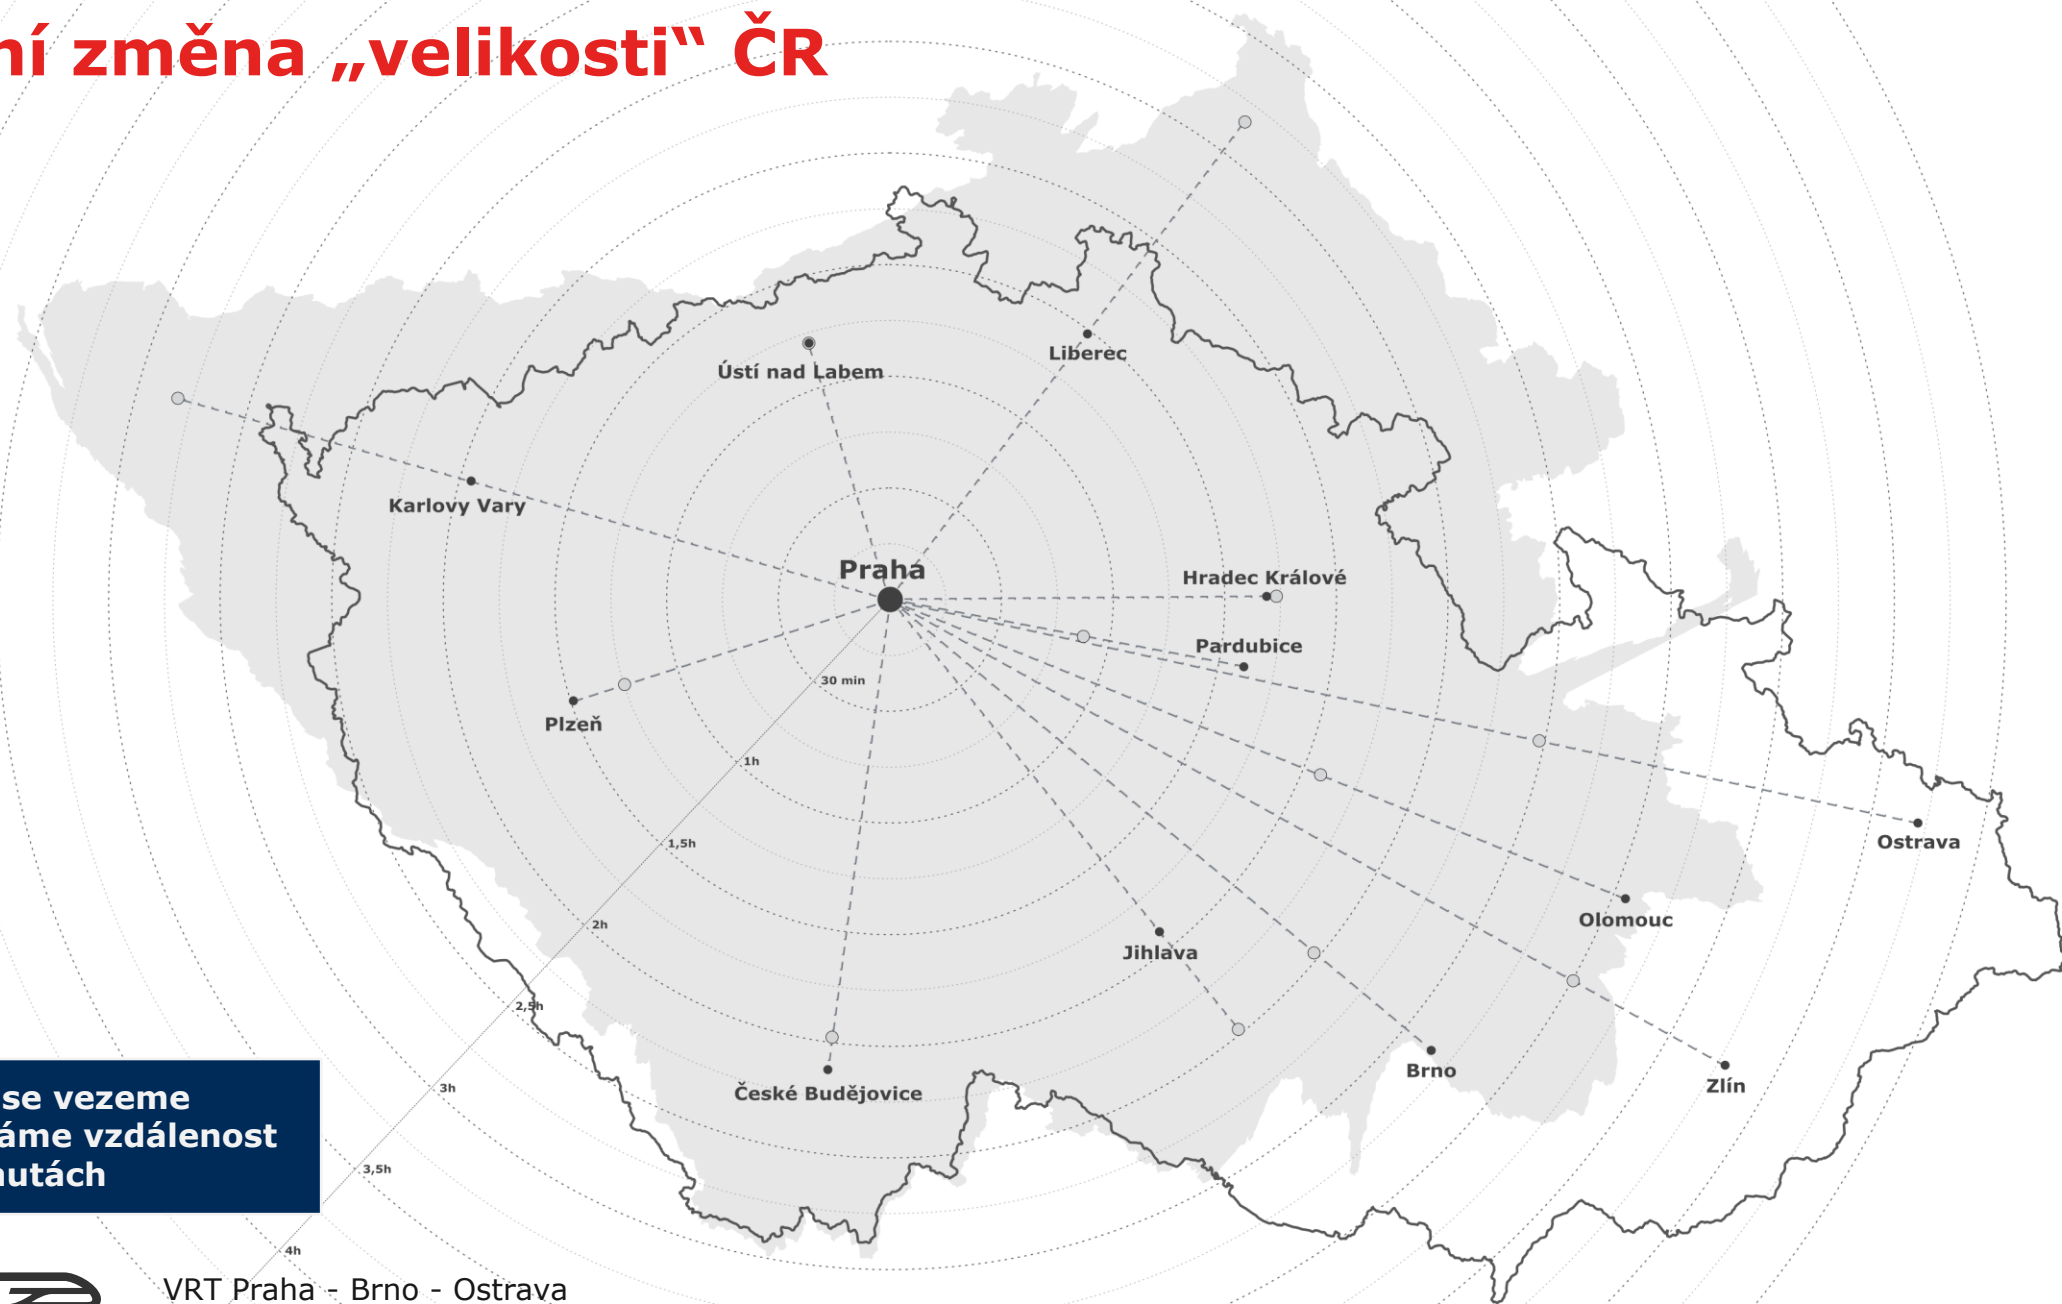 ní změna „velikosti“ ČR
Ústí nad Labem
Liberec
Karlovy Vary
Praha
Hradec Králové
Pardubice
30 min
Plzeň
1h
Ostrava
1,5h
Olomouc
2h
Jihlava
2,5h
Brno
Zlín
3h
České Budějovice
se vezeme
áme vzdálenost
utách
3,5h
4h
VRT Praha - Brno - Ostrava